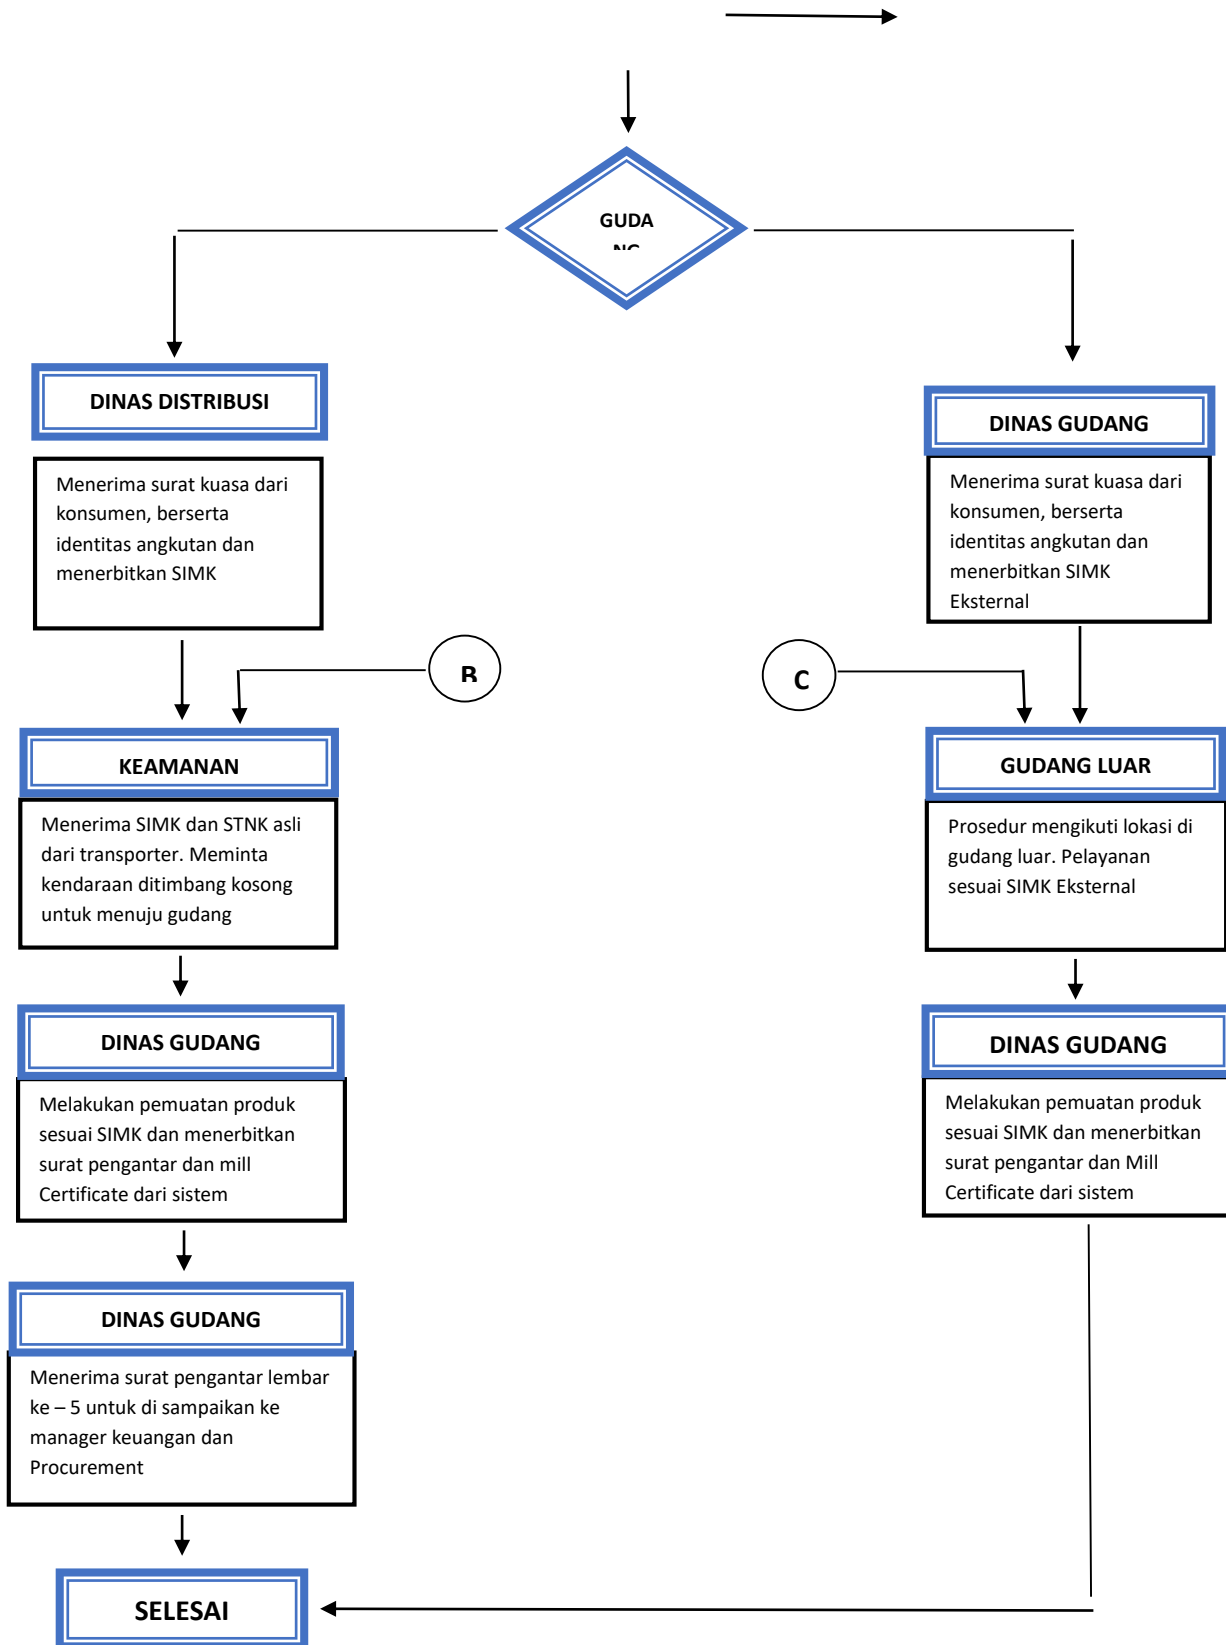 GUDA
NG
DINAS DISTRIBUSI
Menerima surat kuasa dari
konsumen, berserta
identitas angkutan dan
menerbitkan SIMK
DINAS GUDANG
Menerima surat kuasa dari
konsumen, berserta
identitas angkutan dan
menerbitkan SIMK
Eksternal
B
C
KEAMANAN
Menerima SIMK dan STNK asli
dari transporter. Meminta
kendaraan ditimbang kosong
untuk menuju gudang
GUDANG LUAR
Prosedur mengikuti lokasi di
gudang luar. Pelayanan
sesuai SIMK Eksternal
DINAS GUDANG
Melakukan pemuatan produk
sesuai SIMK dan menerbitkan
surat pengantar dan mill
Certificate dari sistem
DINAS GUDANG
Melakukan pemuatan produk
sesuai SIMK dan menerbitkan
surat pengantar dan Mill
Certificate dari sistem
DINAS GUDANG
Menerima surat pengantar lembar
ke – 5 untuk di sampaikan ke
manager keuangan dan
Procurement
SELESAI